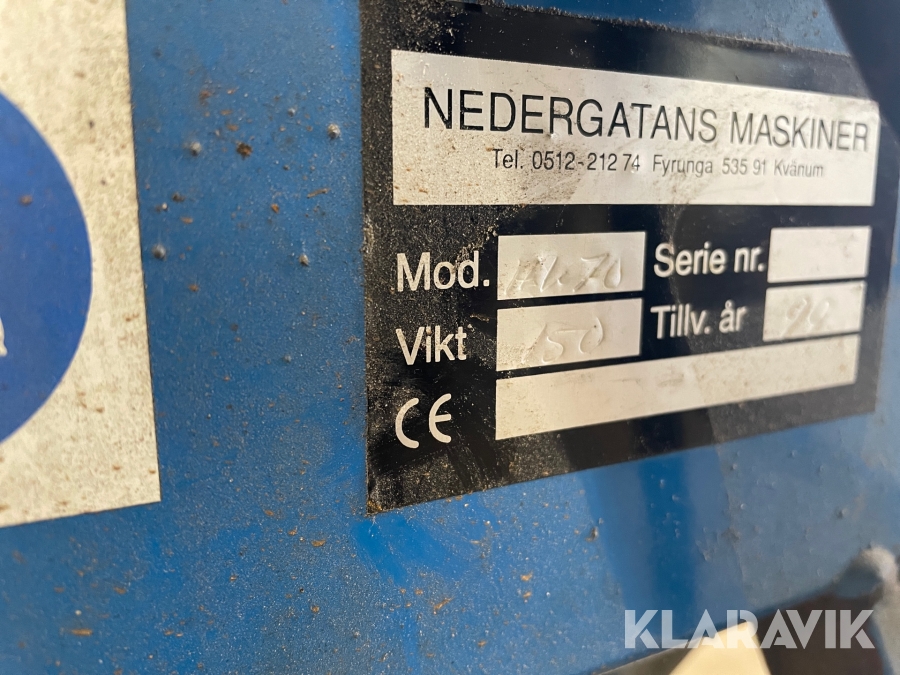 NEDERGATANS MASKINER
Tel. 0512-212 74 Fyrunga 535 91 Kvänum
Mod. 70 Serie nr.
Vikt 150 Tillv. år
CE
KLARAVIK